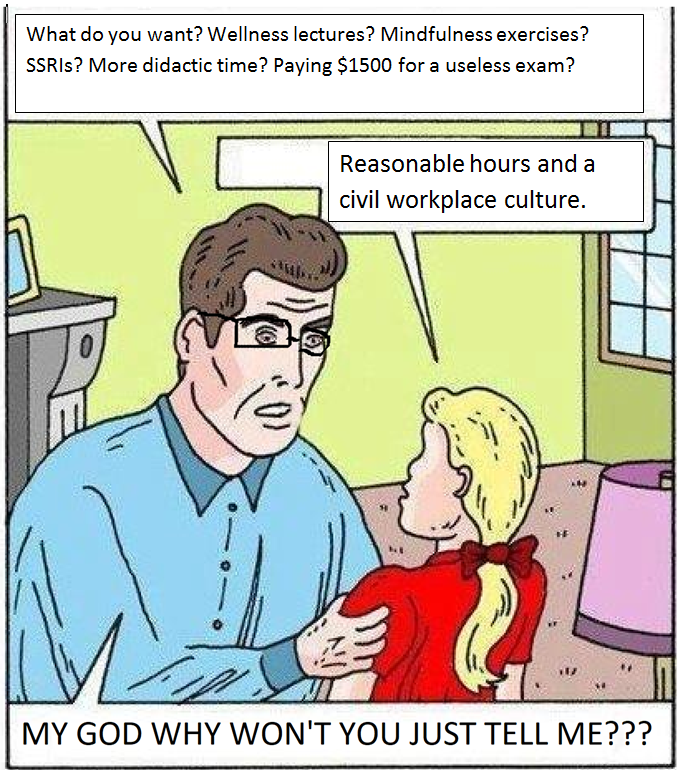 What do you want? Wellness lectures? Mindfulness exercises?
SSRIs? More didactic time? Paying $1500 for a useless exam?
Reasonable hours and a
civil workplace culture.
MY GOD WHY WON'T YOU JUST TELL ME???